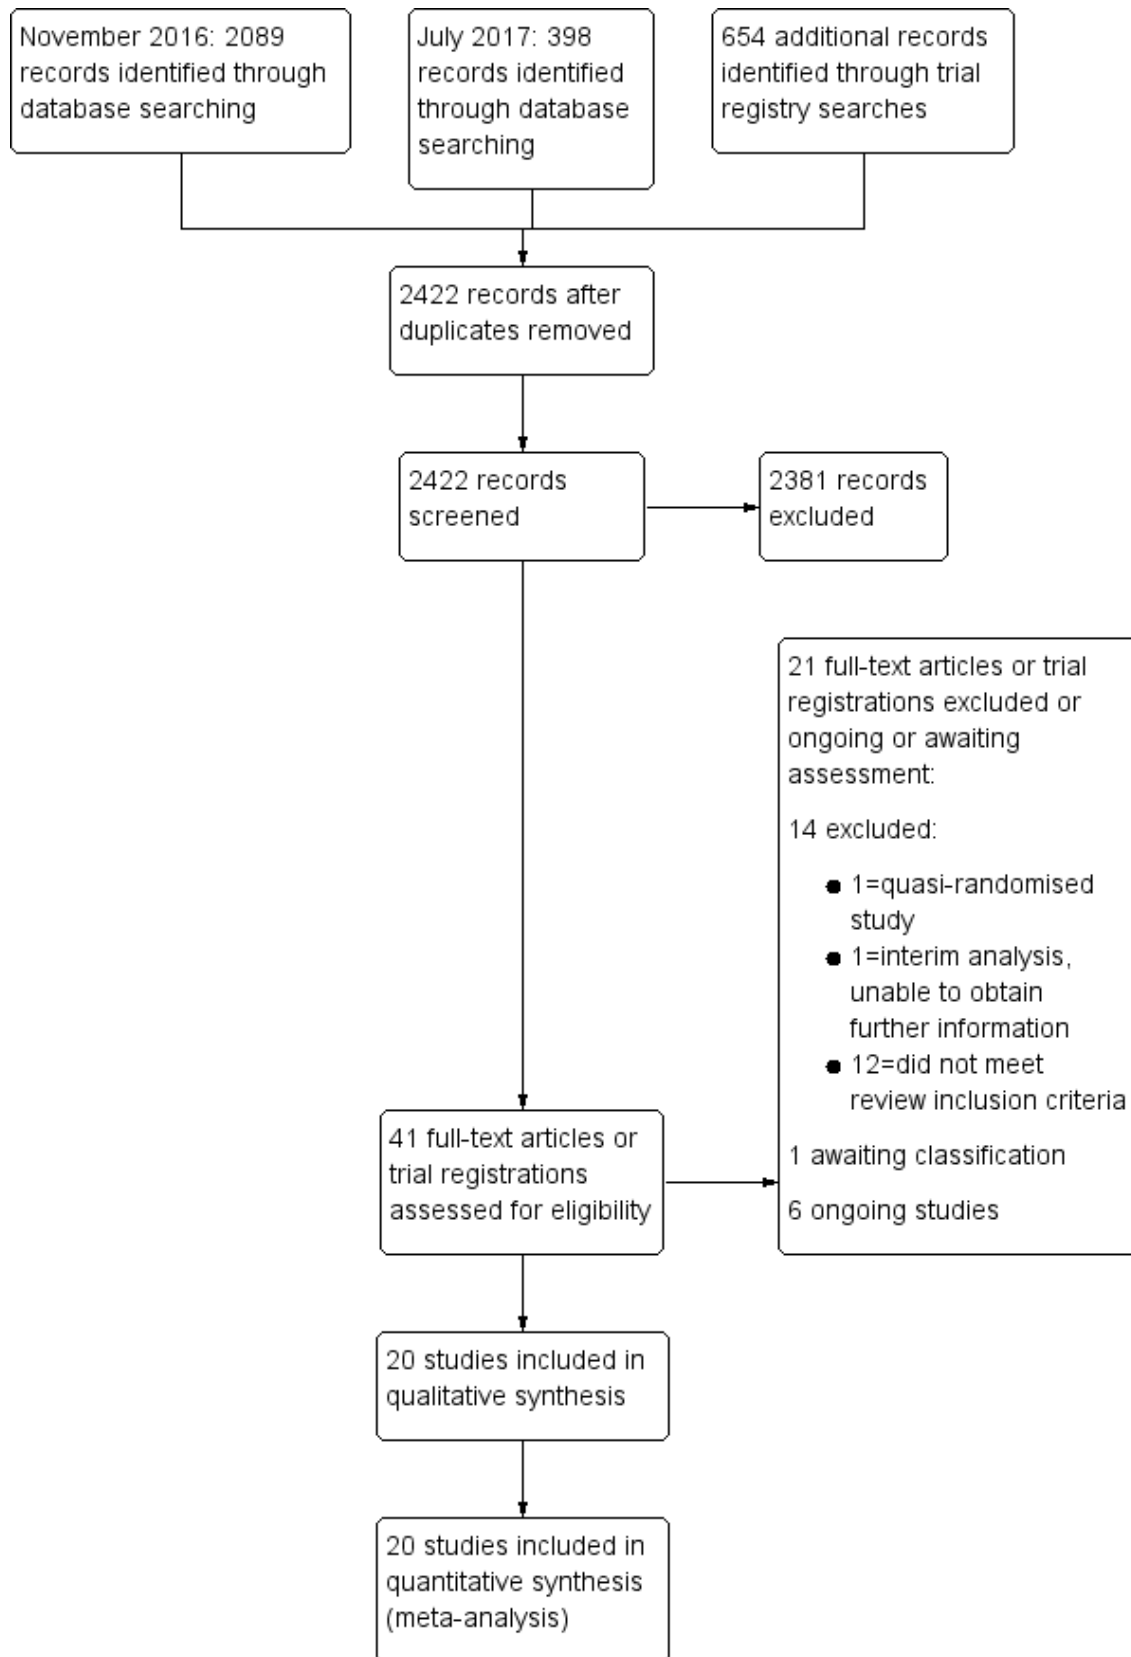 November 2016: 2089
records identified through
database searching
July 2017: 398
records identified
through database
searching
654 additional records
identified through trial
registry searches
2422 records after
duplicates removed
2422 records
screened
2381 records
excluded
21 full-text articles or trial
registrations excluded or
ongoing or awaiting
assessment:
14 excluded:
● 1=quasi-randomised
study
● 1=interim analysis,
unable to obtain
further information
● 12=did not meet
review inclusion criteria
1 awaiting classification
6 ongoing studies
41 full-text articles or
trial registrations
assessed for eligibility
20 studies included in
qualitative synthesis
20 studies included in
quantitative synthesis
(meta-analysis)